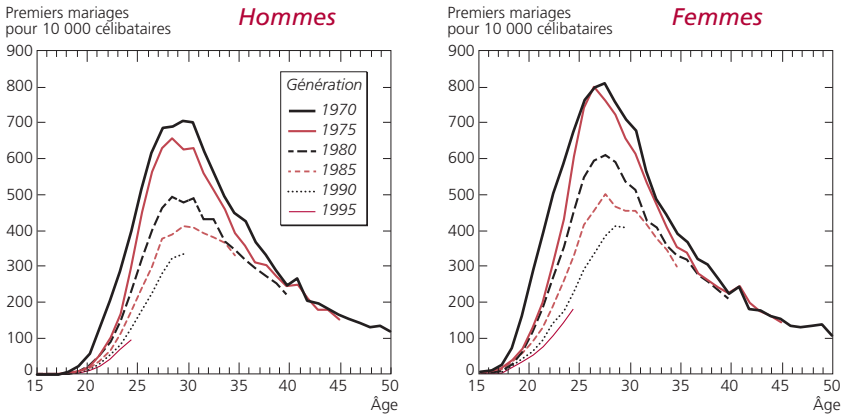 Premiers mariages
pour 10 000 célibataires
Hommes
900
800
700
600
500
400
300
200
100
0
15 20 25 30 35 40 45 50
Âge
Génération
1970
1975
1980
1985
1990
1995
Premiers mariages
pour 10 000 célibataires
Femmes
900
800
700
600
500
400
300
200
100
0
15 20 25 30 35 40 45 50
Âge